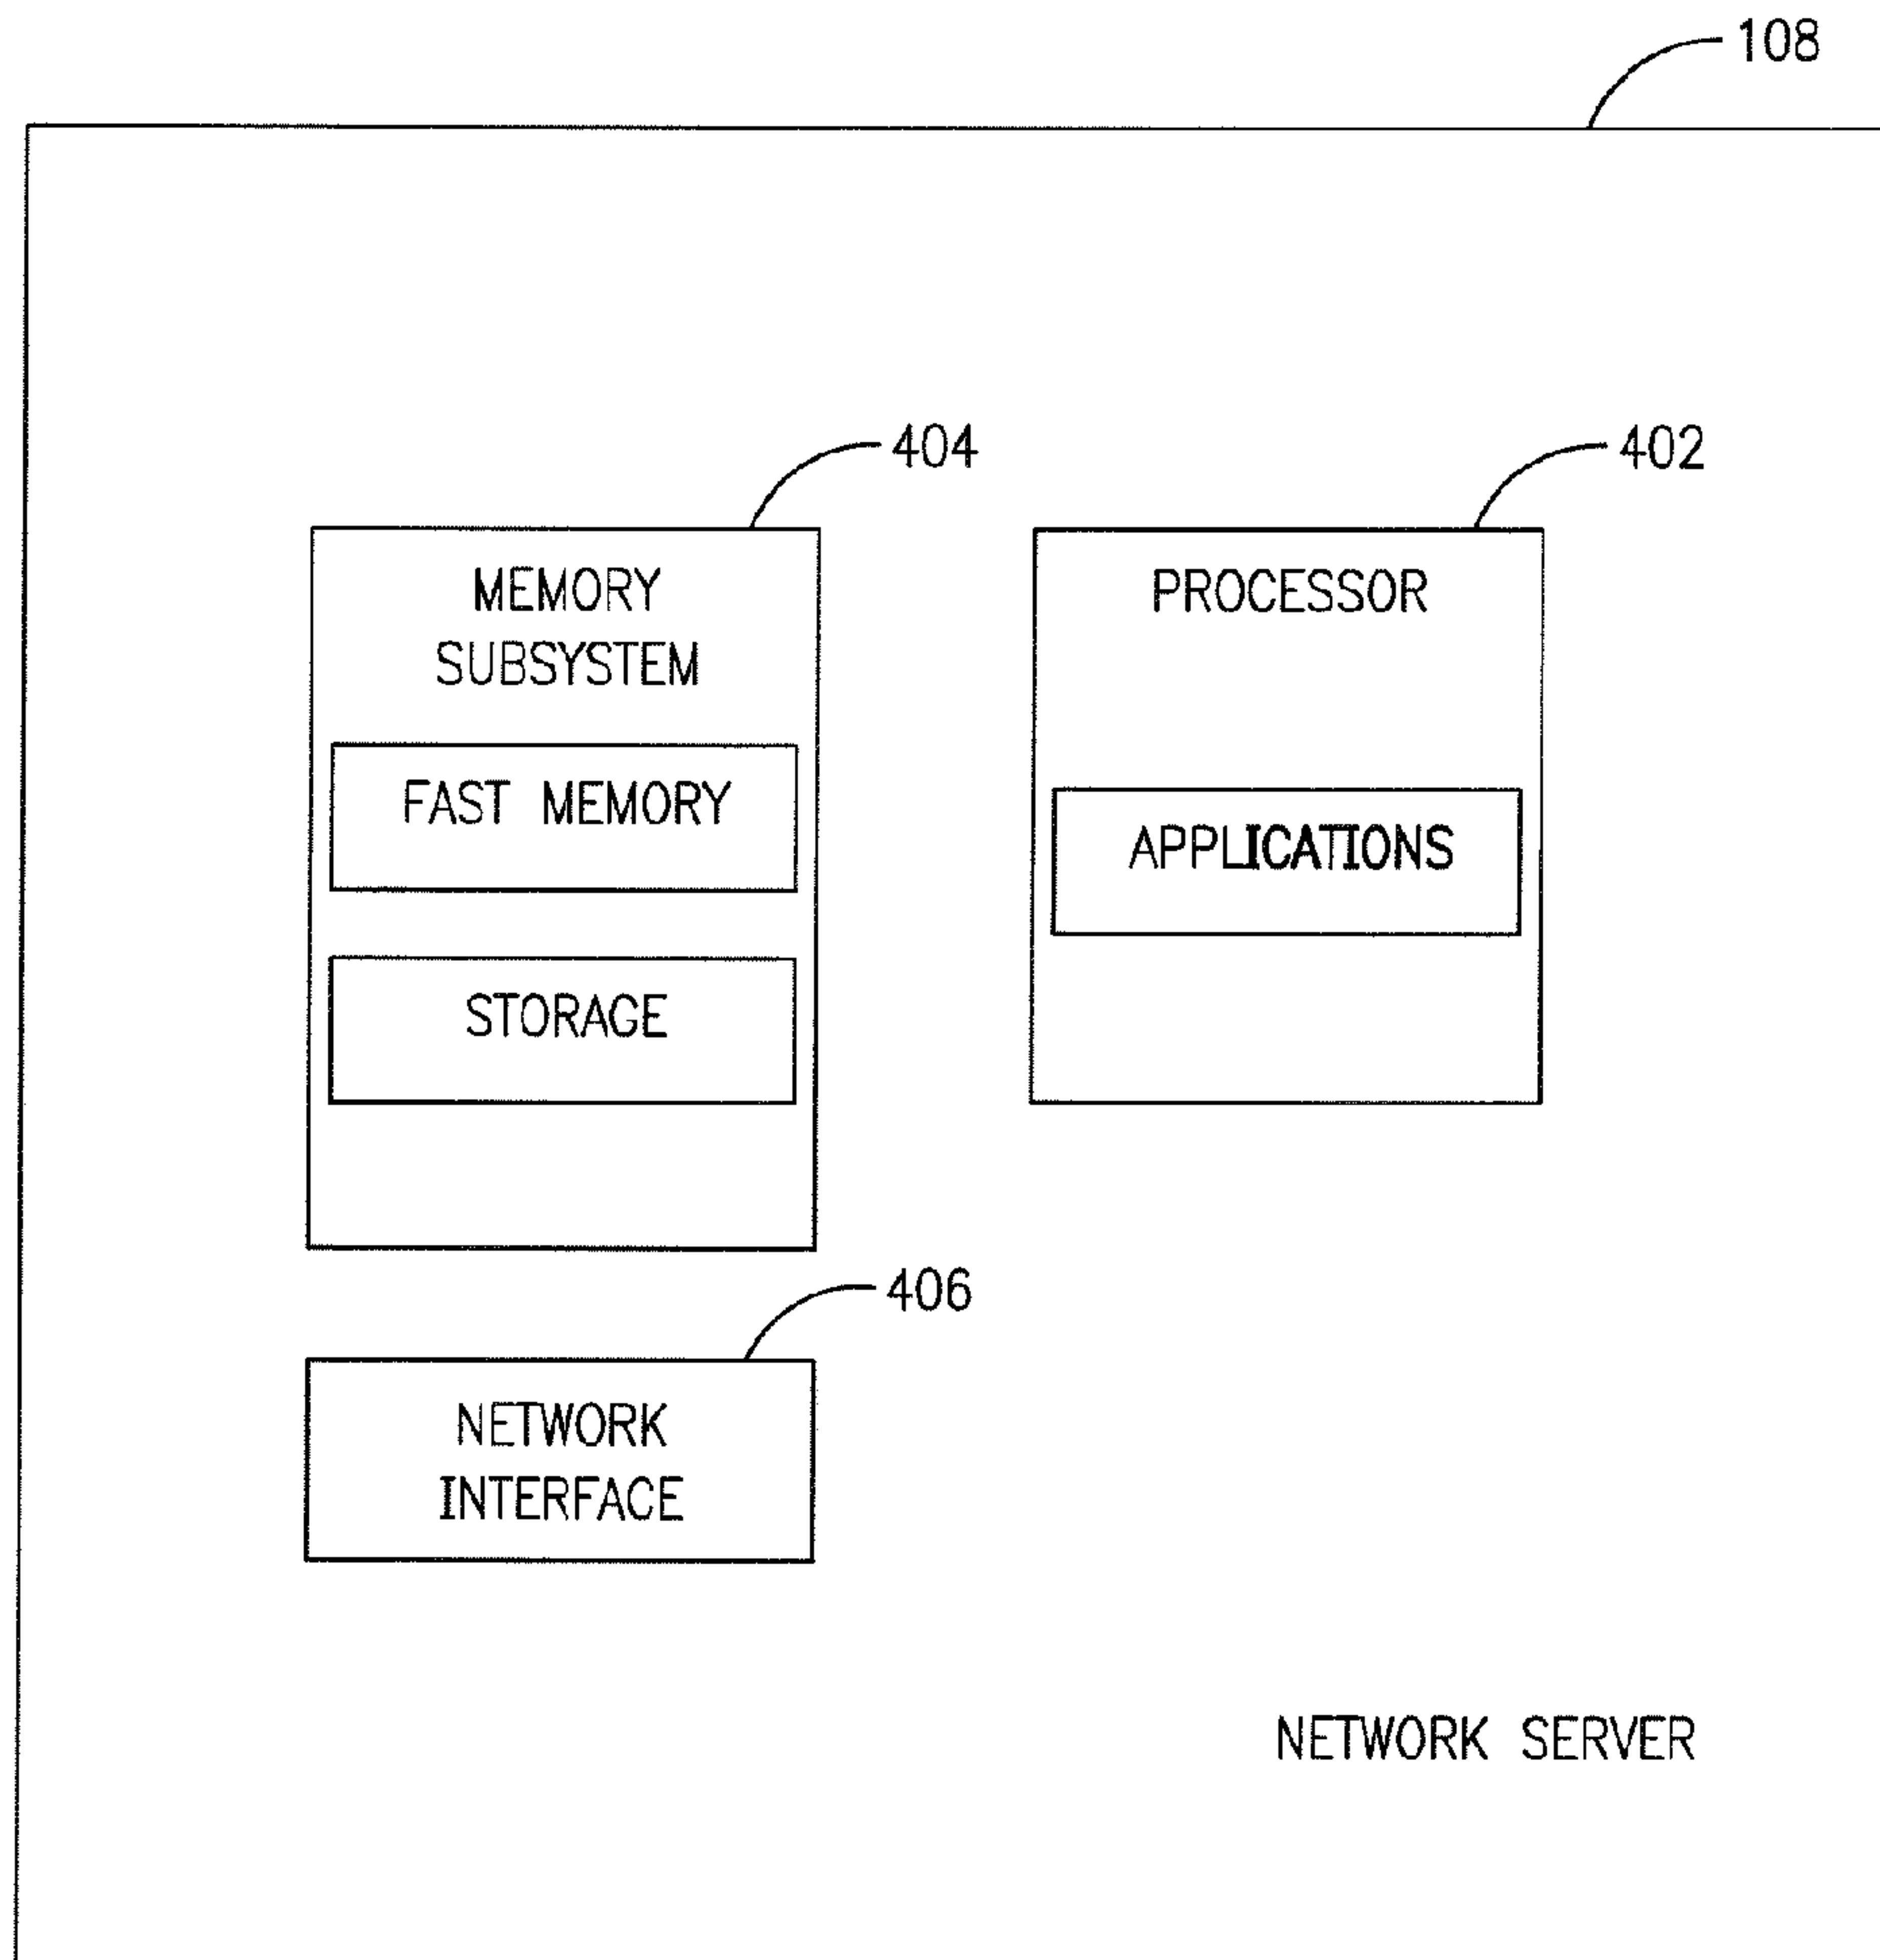 108
404
402
MEMORY
SUBSYSTEM
PROCESSOR
FAST MEMORY
APPLICATIONS
STORAGE
406
NETWORK
INTERFACE
NETWORK SERVER